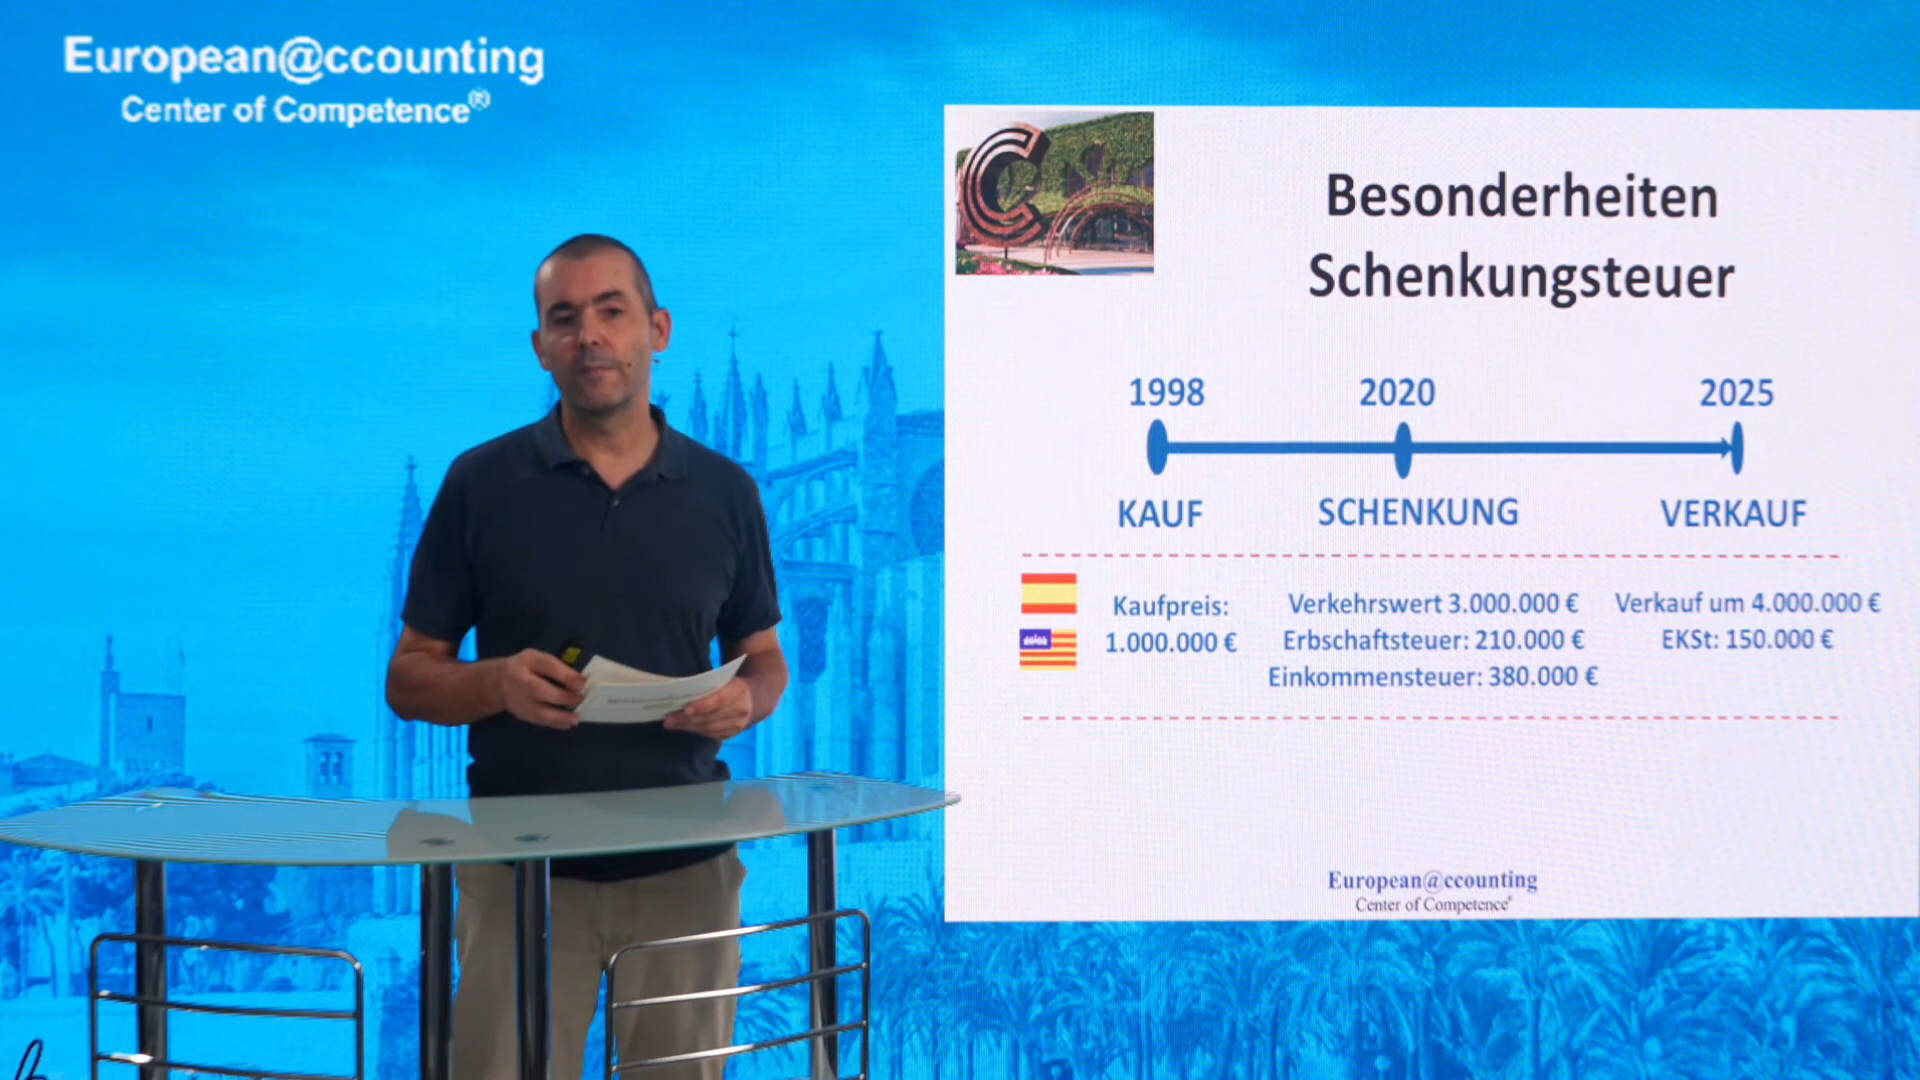 European@ccounting
Center of Competence®
Besonderheiten
Schenkungsteuer
1998 2020 2025
KAUF SCHENKUNG VERKAUF
Kaufpreis: Verkehrswert 3.000.000 € Verkauf um 4.000.000 €
1.000.000 € Erbschaftsteuer: 210.000 € EKSt: 150.000 €
Einkommensteuer: 380.000 €
European@ccounting
Center of Competence®